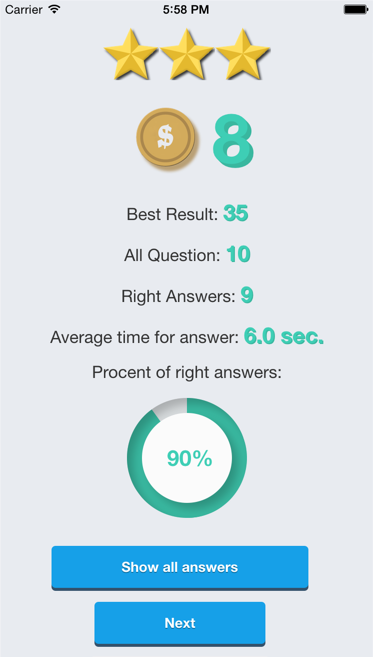 Carrier 5:58 PM
$ 8
Best Result: 35
All Question: 10
Right Answers: 9
Average time for answer: 6.0 sec.
Procent of right answers:
90%
Show all answers
Next